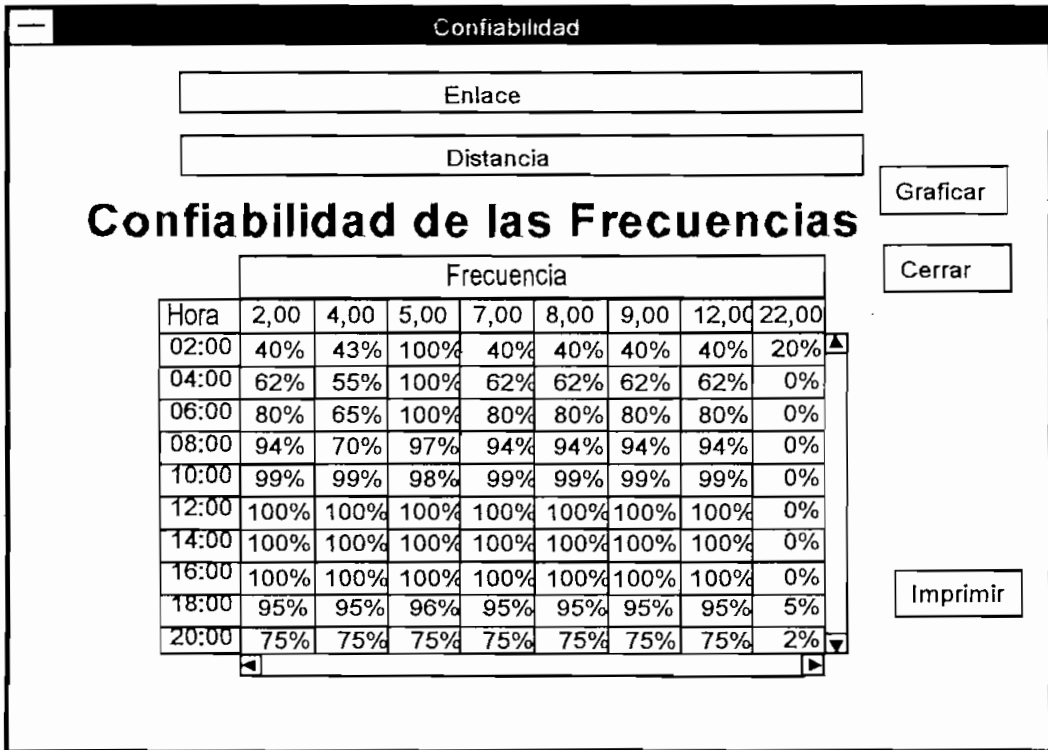 Confiabilidad
Enlace
Distancia
Graficar
Confiabilidad de las Frecuencias
Cerrar
Frecuencia
Hora 2,00 4,00 5,00 7,00 8,00 9,00 12,00 22,00
02:00 40% 43% 100% 40% 40% 40% 40% 20%
04:00 62% 55% 100% 62% 62% 62% 62% 0%
06:00 80% 65% 100% 80% 80% 80% 80% 0%
08:00 94% 70% 97% 94% 94% 94% 94% 0%
10:00 99% 99% 98% 99% 99% 99% 99% 0%
12:00 100% 100% 100% 100% 100% 100% 100% 0%
14:00 100% 100% 100% 100% 100% 100% 100% 0%
16:00 100% 100% 100% 100% 100% 100% 100% 0%
18:00 95% 95% 96% 95% 95% 95% 95% 5%
20:00 75% 75% 75% 75% 75% 75% 75% 2%
Imprimir